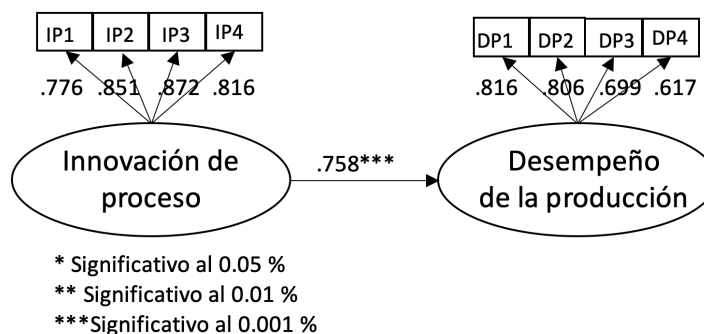 IP1 IP2 IP3 IP4
DP1 DP2 DP3 DP4
.776 .851 .872 .816
.816 .806 .699 .617
Innovación de
proceso
.758***
Desempeño
de la producción
* Significativo al 0.05 %
** Significativo al 0.01 %
***Significativo al 0.001 %